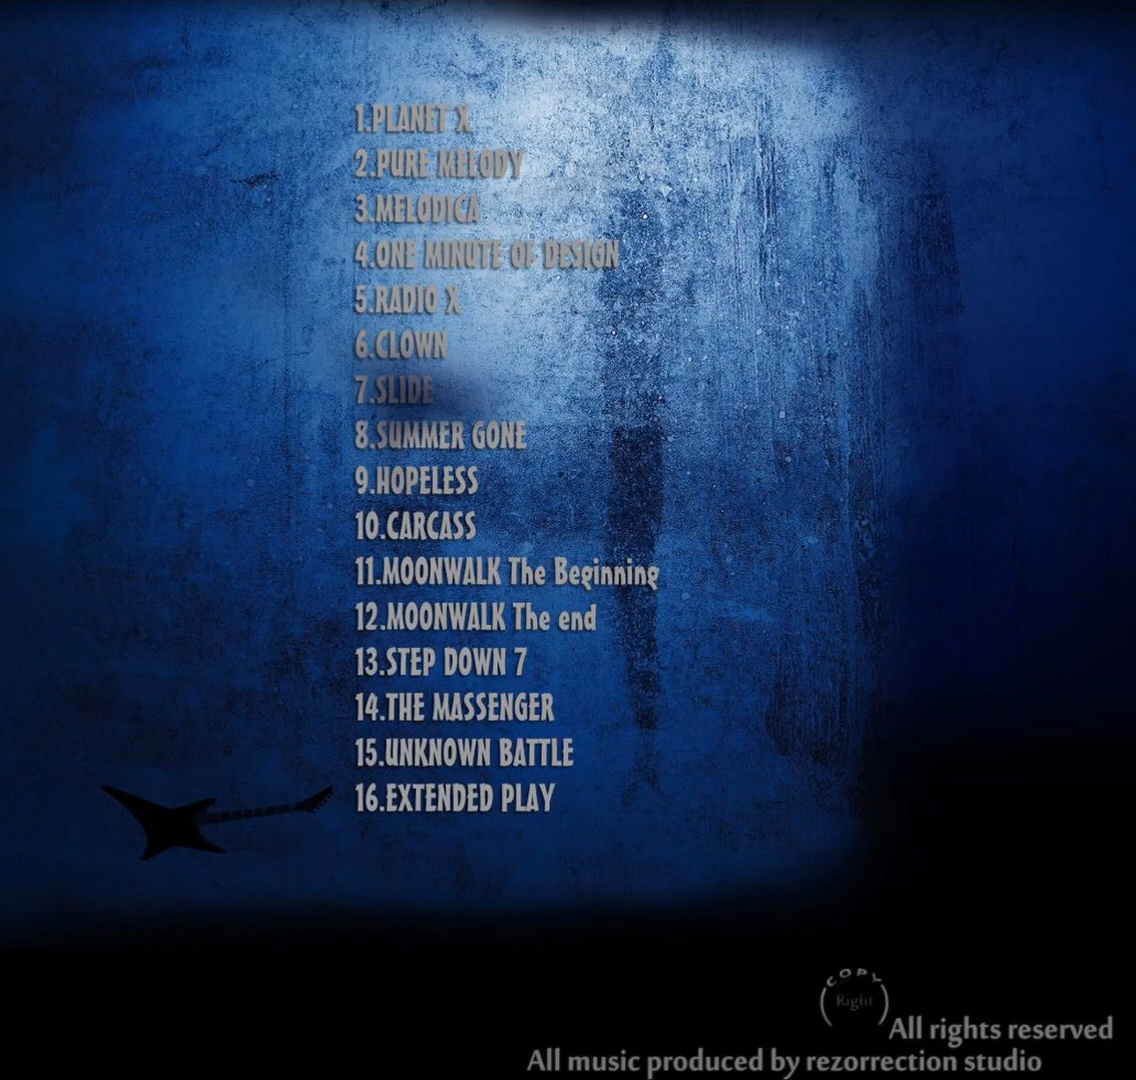 1.PLANET X
2.PURE MELODY
3.MELODICA
4.ONE MINUTE OF DESIGN
5.RADIO X
6.CLOWN
7.SLIDE
8.SUMMER GONE
9.HOPELESS
10.CARCASS
11.MOONWALK The Beginning
12.MOONWALK The end
13.STEP DOWN 7
14.THE MASSENGER
15.UNKNOWN BATTLE
16.EXTENDED PLAY
COPY
Right
All rights reserved
All music produced by rezorrection studio